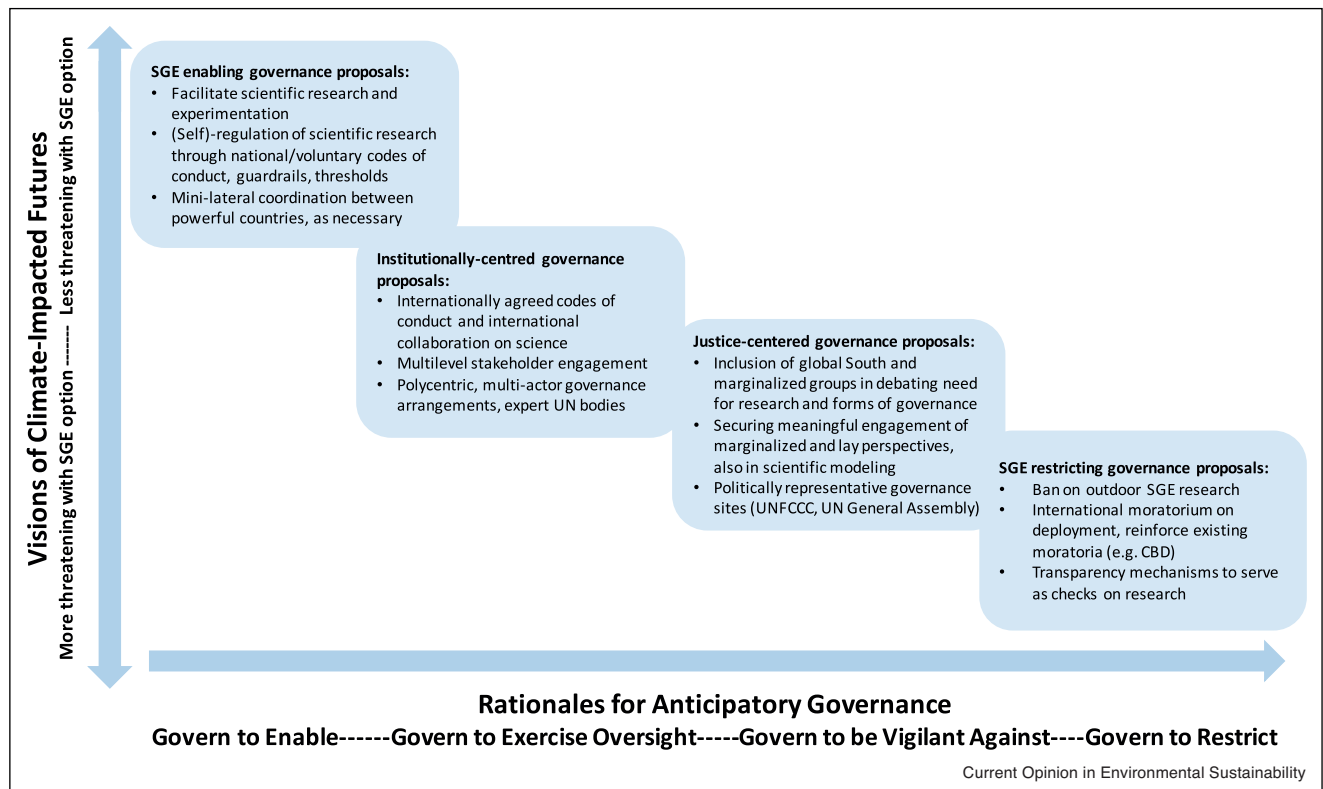 Visions of Climate-Impacted Futures
More threatening with SGE option ------- Less threatening with SGE option
SGE enabling governance proposals:
• Facilitate scientific research and
experimentation
• (Self)-regulation of scientific research
through national/voluntary codes of
conduct, guardrails, thresholds
• Mini-lateral coordination between
powerful countries, as necessary
Institutionally-centred governance
proposals:
• Internationally agreed codes of
conduct and international
collaboration on science
• Multilevel stakeholder engagement
• Polycentric, multi-actor governance
arrangements, expert UN bodies
Justice-centered governance proposals:
• Inclusion of global South and
marginalized groups in debating need
for research and forms of governance
• Securing meaningful engagement of
marginalized and lay perspectives,
also in scientific modeling
• Politically representative governance
sites (UNFCCC, UN General Assembly)
SGE restricting governance proposals:
• Ban on outdoor SGE research
• International moratorium on
deployment, reinforce existing
moratoria (e.g. CBD)
• Transparency mechanisms to serve
as checks on research
Rationales for Anticipatory Governance
Govern to Enable------Govern to Exercise Oversight-----Govern to be Vigilant Against----Govern to Restrict
Current Opinion in Environmental Sustainability